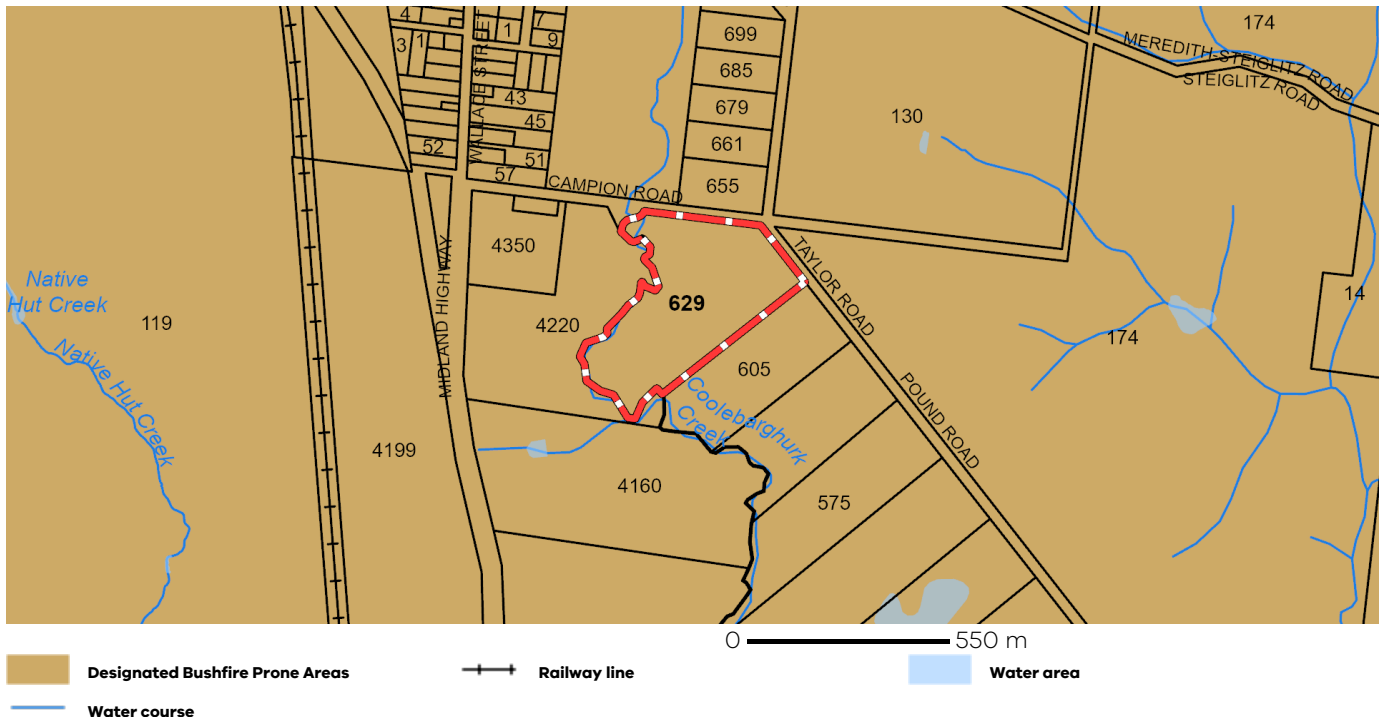 4
1
7
1
3
9
699
174
MEREDITH-STEIGLITZ ROAD
STEIGLITZ ROAD
685
WALLACE STREET
43
679
45
130
661
52
51
57
655
CAMPION ROAD
4350
MIDLAND HIGHWAY
TAYLOR ROAD
Native
Hut Creek
119
629
14
4220
174
Native Hut Creek
605
POUND ROAD
Coolebarghurk
Creek
4199
4160
575
0 550 m
Designated Bushfire Prone Areas
Railway line
Water area
Water course